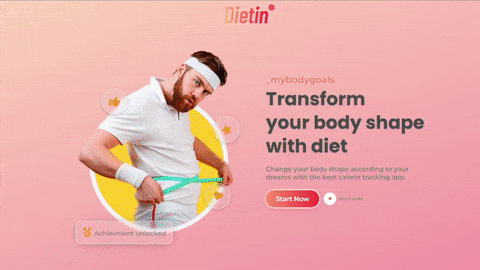 Dietin
_mybodygoals
Transform
your body shape
with diet
Change your body shape according to your
dreams with the best calorie tracking app
Start Now
Achievment unlocked